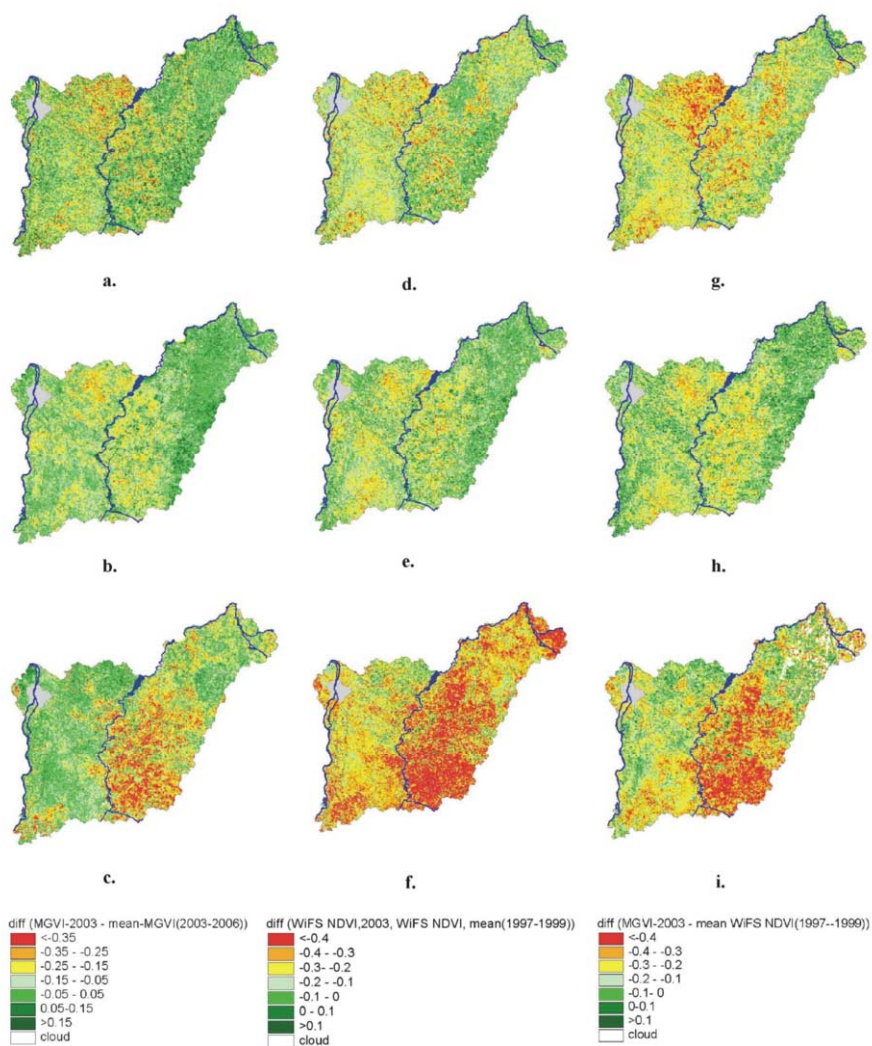 a.
d.
g.
b.
e.
h.
c.
f.
i.
diff (MGVI-2003 - mean-MGVI(2003-2006))
<-0.35
-0.35 - -0.25
-0.25 - -0.15
-0.15 - -0.05
-0.05 - 0.05
0.05-0.15
>0.15
cloud
diff (WiFS NDVI,2003, WiFS NDVI, mean(1997-1999))
<-0.4
-0.4 - -0.3
-0.3- -0.2
-0.2 - -0.1
-0.1 - 0
0 - 0.1
>0.1
cloud
diff (MGVI-2003 - mean WiFS NDVI(1997--1999))
<-0.4
-0.4 - -0.3
-0.3 - -0.2
-0.2 - -0.1
-0.1- 0
0-0.1
>0.1
cloud